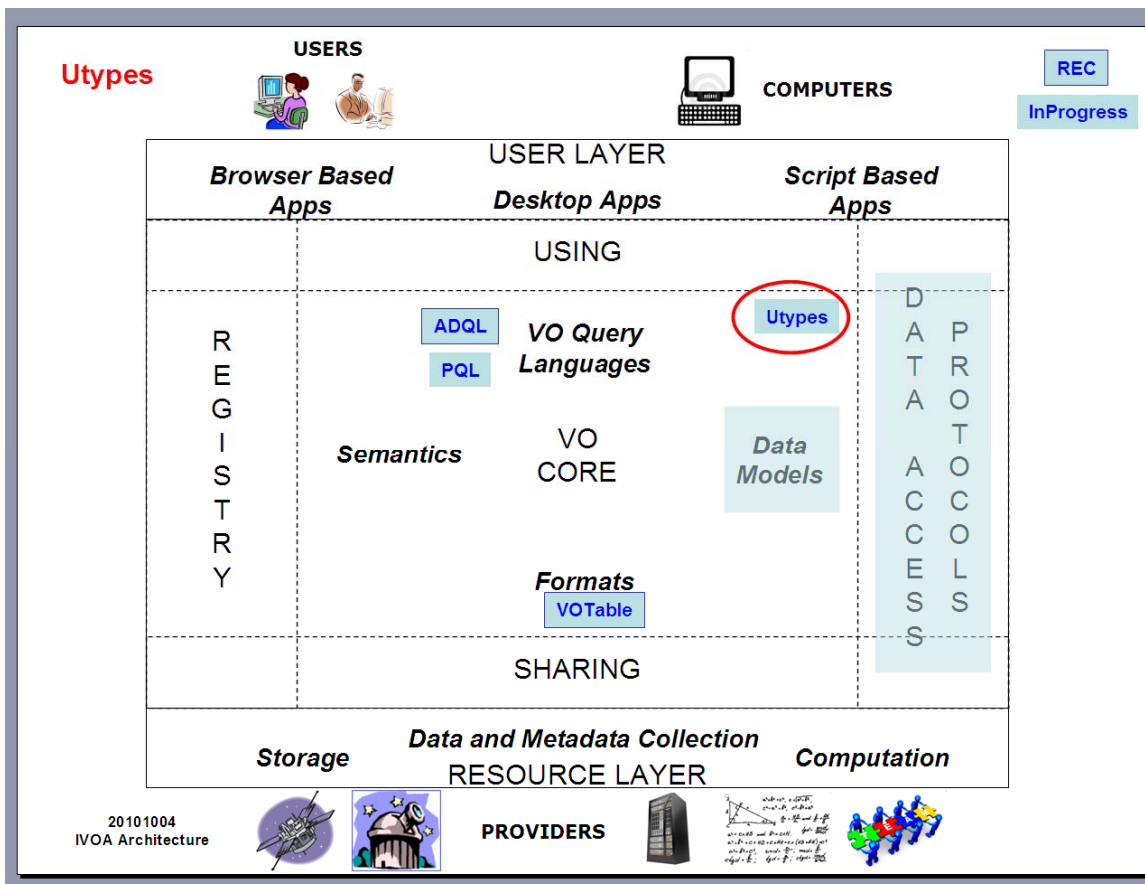 Utypes
USERS
COMPUTERS
REC
InProgress
USER LAYER
Browser Based
Apps
Desktop Apps
Script Based
Apps
USING
REGISTRY
ADQL
PQL
VO Query
Languages
Utypes
Semantics
VO
CORE
Data
Models
Formats
VOTable
DATA ACCESS
PROTOCOLS
SHARING
Storage
Data and Metadata Collection
Computation
RESOURCE LAYER
20101004
IVOA Architecture
PROVIDERS